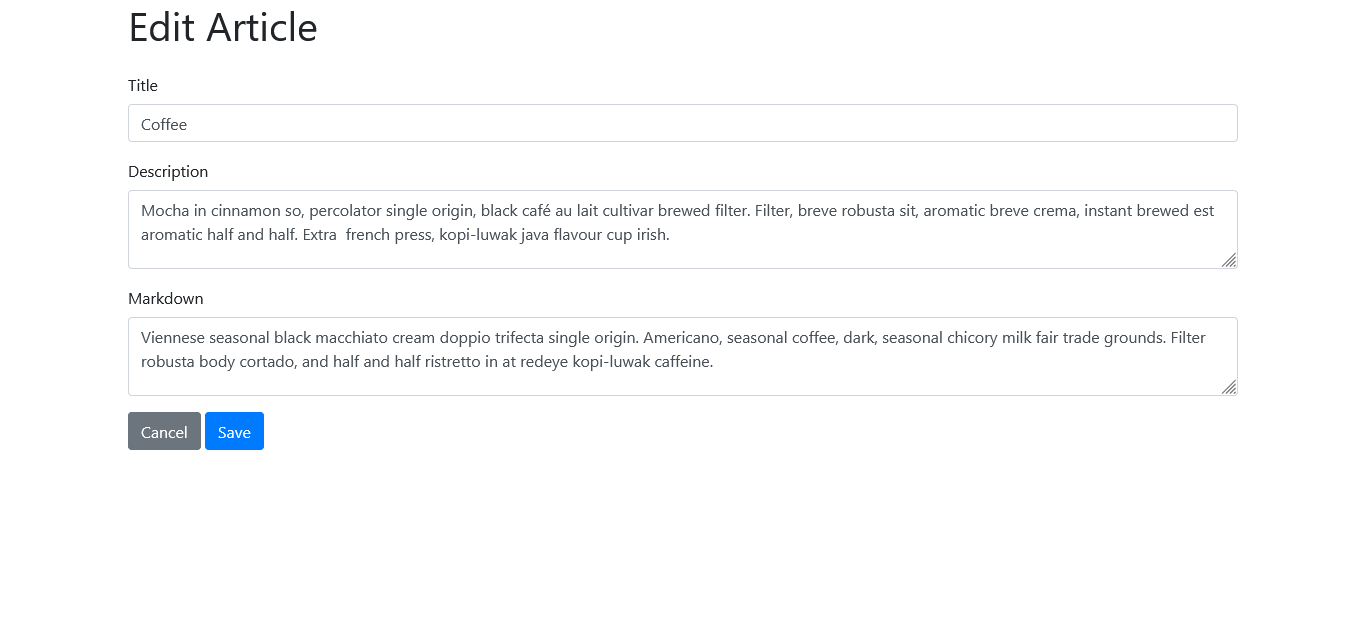 Edit Article
Title
Coffee
Description
Mocha in cinnamon so, percolator single origin, black café au lait cultivar brewed filter. Filter, breve robusta sit, aromatic breve crema, instant brewed est
aromatic half and half. Extra  french press, kopi-luwak java flavour cup irish.
Markdown
Viennese seasonal black macchiato cream doppio trifecta single origin. Americano, seasonal coffee, dark, seasonal chicory milk fair trade grounds. Filter
robusta body cortado, and half and half ristretto in at redeye kopi-luwak caffeine.
Cancel Save